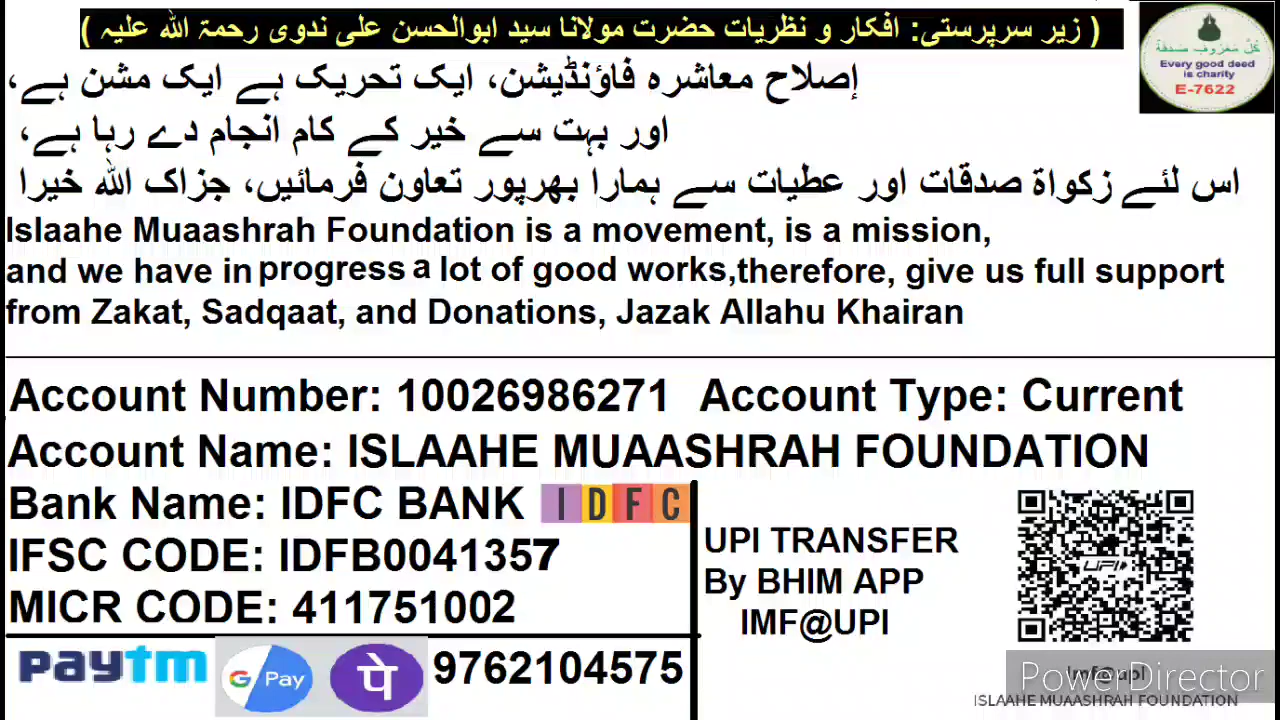 ( زیر سرپرستی: افکار و نظریات حضرت مولانا سید ابوالحسن علی ندوی رحمۃ اللہ علیہ )
كُلُّ مَعْرُوفٍ صَدَقَة
Every good deed
is charity
E-7622
إصلاح معاشرہ فاؤنڈیشن، ایک تحریک ہے ایک مشن ہے،
اور بہت سے خیر کے کام انجام دے رہا ہے،
اس لئے زکواۃ صدقات اور عطیات سے ہمارا بھرپور تعاون فرمائیں، جزاک اللہ خیرا
Islaahe Muaashrah Foundation is a movement, is a mission,
and we have in progress a lot of good works,therefore, give us full support
from Zakat, Sadqaat, and Donations, Jazak Allahu Khairan
Account Number: 10026986271 Account Type: Current
Account Name: ISLAAHE MUAASHRAH FOUNDATION
Bank Name: IDFC BANK IDFC
IFSC CODE: IDFB0041357
MICR CODE: 411751002
UPI TRANSFER
By BHIM APP
IMF@UPI
UPI
paytm G Pay पे 9762104575
imf@upi
PowerDirector
ISLAAHE MUAASHRAH FOUNDATION